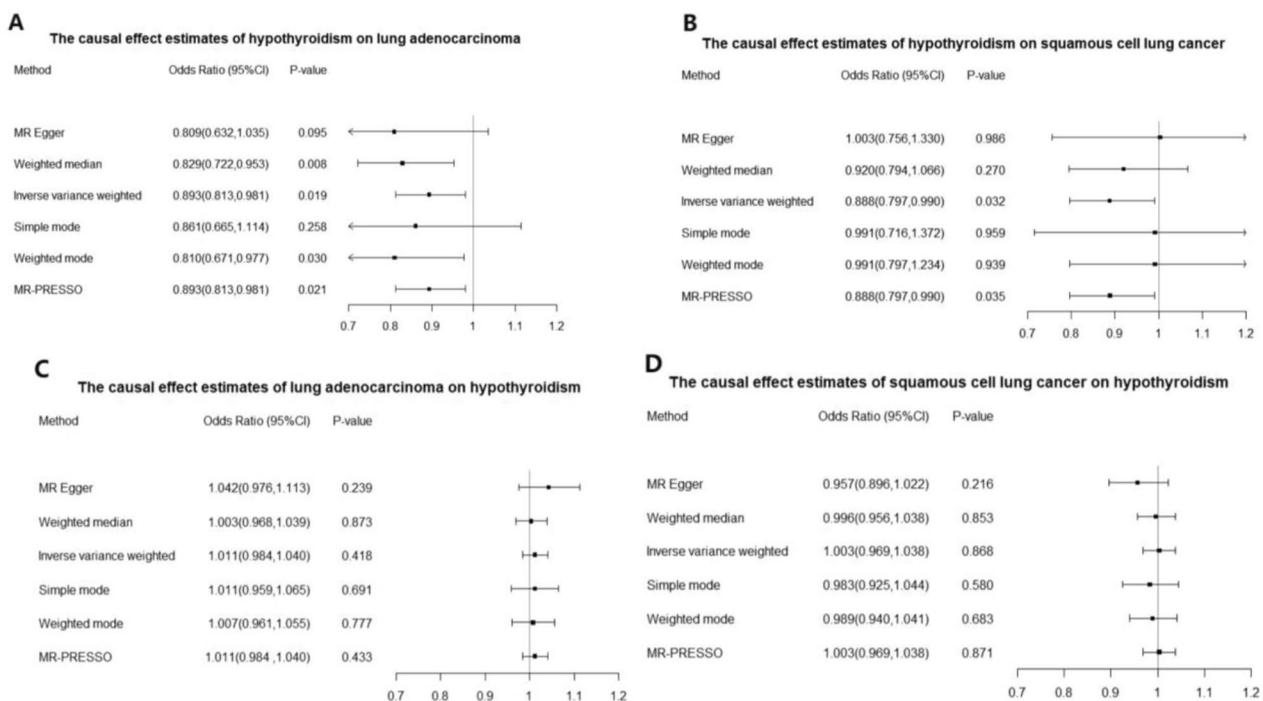 A
The causal effect estimates of hypothyroidism on lung adenocarcinoma
Method Odds Ratio (95%CI) P-value
MR Egger 0.809(0.632,1.035) 0.095
Weighted median 0.829(0.722,0.953) 0.008
Inverse variance weighted 0.893(0.813,0.981) 0.019
Simple mode 0.861(0.665,1.114) 0.258
Weighted mode 0.810(0.671,0.977) 0.030
MR-PRESSO 0.893(0.813,0.981) 0.021
0.7 0.8 0.9 1 1.1 1.2
B
The causal effect estimates of hypothyroidism on squamous cell lung cancer
Method Odds Ratio (95%CI) P-value
MR Egger 1.003(0.756,1.330) 0.986
Weighted median 0.920(0.794,1.066) 0.270
Inverse variance weighted 0.888(0.797,0.990) 0.032
Simple mode 0.991(0.716,1.372) 0.959
Weighted mode 0.991(0.797,1.234) 0.939
MR-PRESSO 0.888(0.797,0.990) 0.035
0.7 0.8 0.9 1 1.1 1.2
C
The causal effect estimates of lung adenocarcinoma on hypothyroidism
Method Odds Ratio (95%CI) P-value
MR Egger 1.042(0.976,1.113) 0.239
Weighted median 1.003(0.968,1.039) 0.873
Inverse variance weighted 1.011(0.984,1.040) 0.418
Simple mode 1.011(0.959,1.065) 0.691
Weighted mode 1.007(0.961,1.055) 0.777
MR-PRESSO 1.011(0.984 ,1.040) 0.433
0.7 0.8 0.9 1 1.1 1.2
D
The causal effect estimates of squamous cell lung cancer on hypothyroidism
Method Odds Ratio (95%CI) P-value
MR Egger 0.957(0.896,1.022) 0.216
Weighted median 0.996(0.956,1.038) 0.853
Inverse variance weighted 1.003(0.969,1.038) 0.868
Simple mode 0.983(0.925,1.044) 0.580
Weighted mode 0.989(0.940,1.041) 0.683
MR-PRESSO 1.003(0.969,1.038) 0.871
0.7 0.8 0.9 1 1.1 1.2